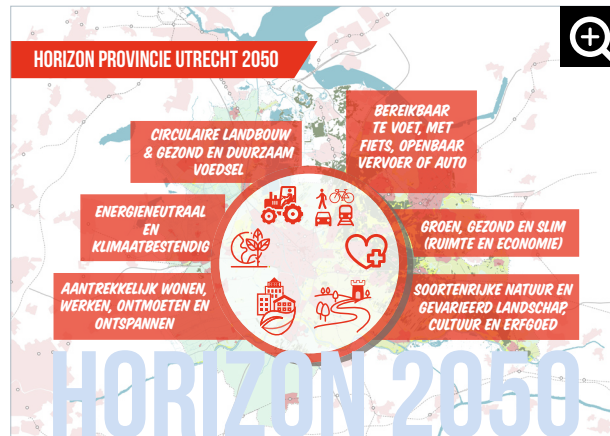 HORIZON PROVINCIE UTRECHT 2050
BEREIKBAAR
TE VOET, MET
FIETS, OPENBAAR
VERVOER OF AUTO
CIRCULAIRE LANDBOUW
& GEZOND EN DUURZAAM
VOEDSEL
ENERGIENEUTRAAL
EN
KLIMAATBESTENDIG
GROEN, GEZOND EN SLIM
(RUIMTE EN ECONOMIE)
AANTREKKELIJK WONEN,
WERKEN, ONTMOETEN EN
ONTSPANNEN
SOORTENRIJKE NATUUR EN
GEVARIEERD LANDSCHAP,
CULTUUR EN ERFGOED
HORIZON 2050